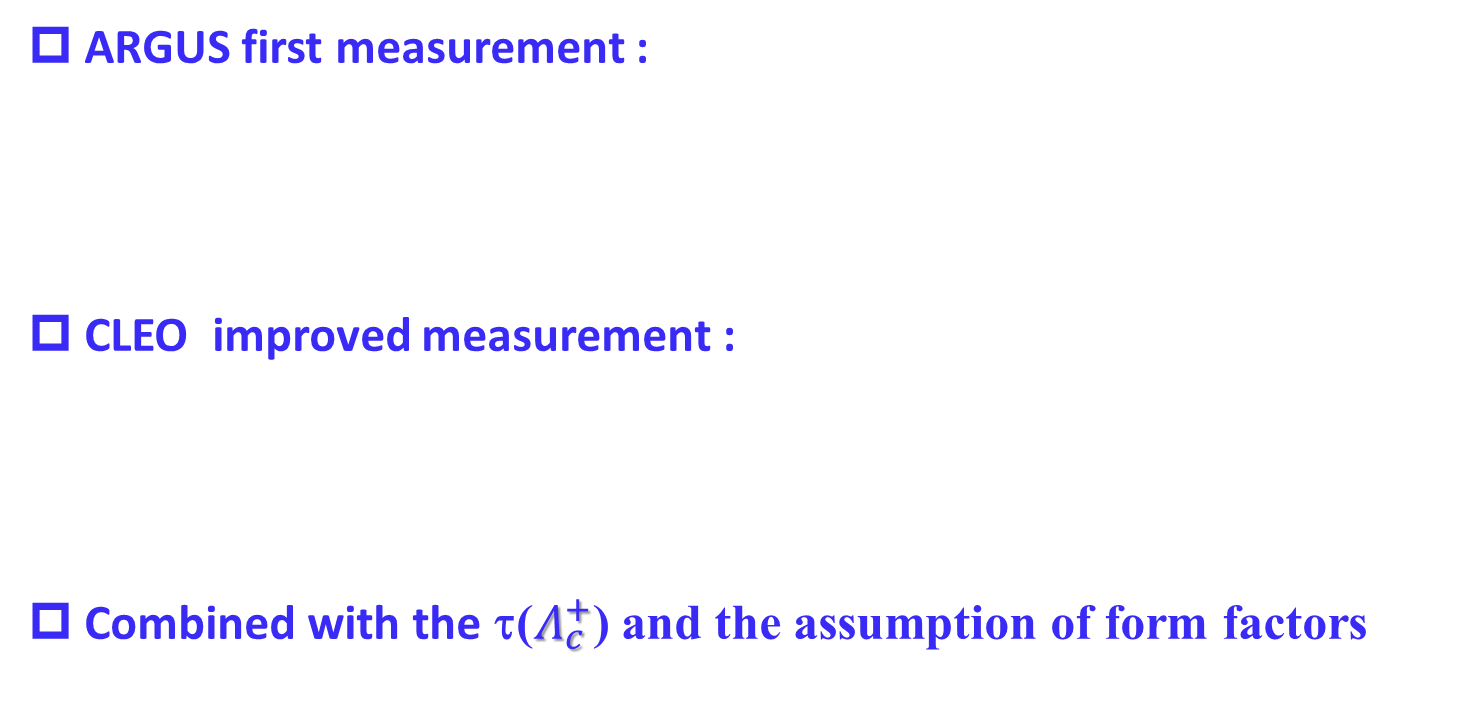 □ ARGUS first measurement :
□ CLEO improved measurement :
□ Combined with the τ(Λc+) and the assumption of form factors